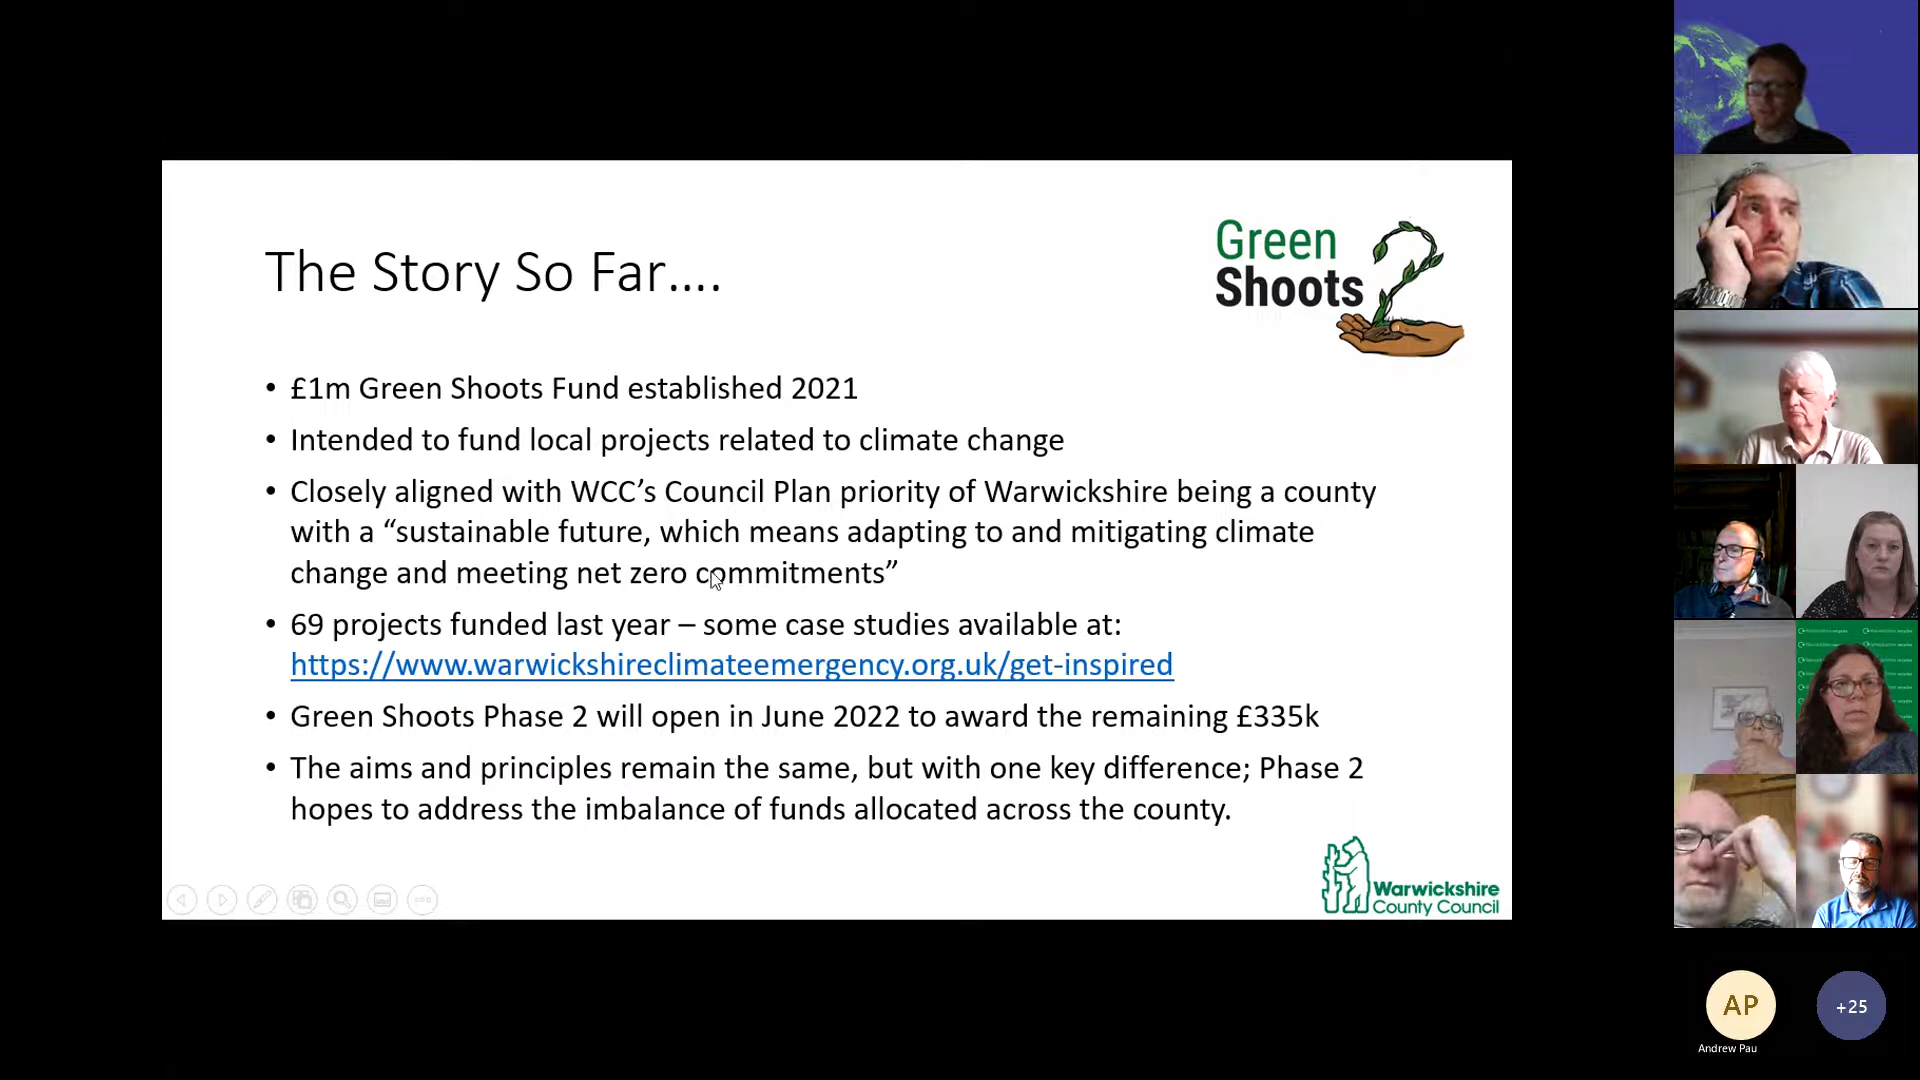 The Story So Far....
Green
Shoots
• £1m Green Shoots Fund established 2021
• Intended to fund local projects related to climate change
• Closely aligned with WCC’s Council Plan priority of Warwickshire being a county
with a “sustainable future, which means adapting to and mitigating climate
change and meeting net zero commitments”
• 69 projects funded last year – some case studies available at:
https://www.warwickshireclimateemergency.org.uk/get-inspired
• Green Shoots Phase 2 will open in June 2022 to award the remaining £335k
• The aims and principles remain the same, but with one key difference; Phase 2
hopes to address the imbalance of funds allocated across the county.
Warwickshire
County Council
AP
+25
Andrew Pau